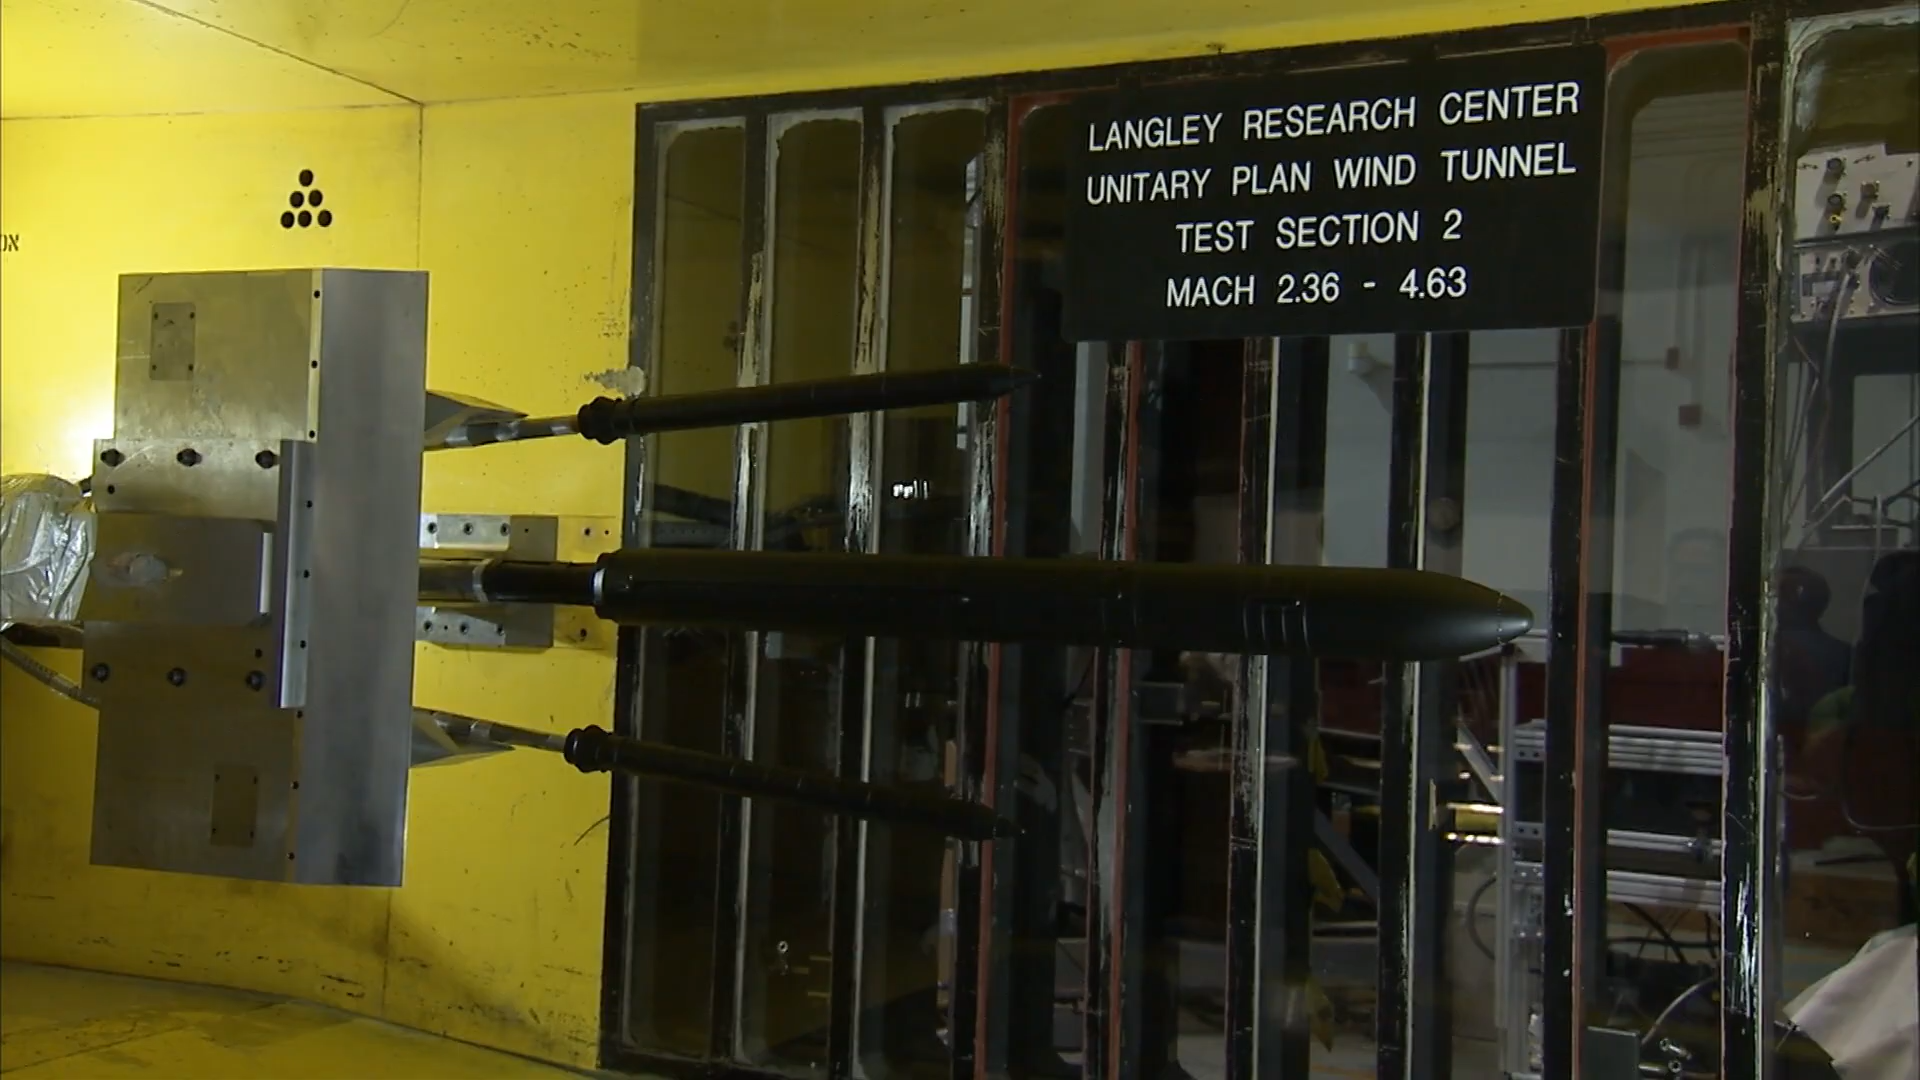 LANGLEY RESEARCH CENTER
UNITARY PLAN WIND TUNNEL
TEST SECTION 2
MACH 2.36 - 4.63